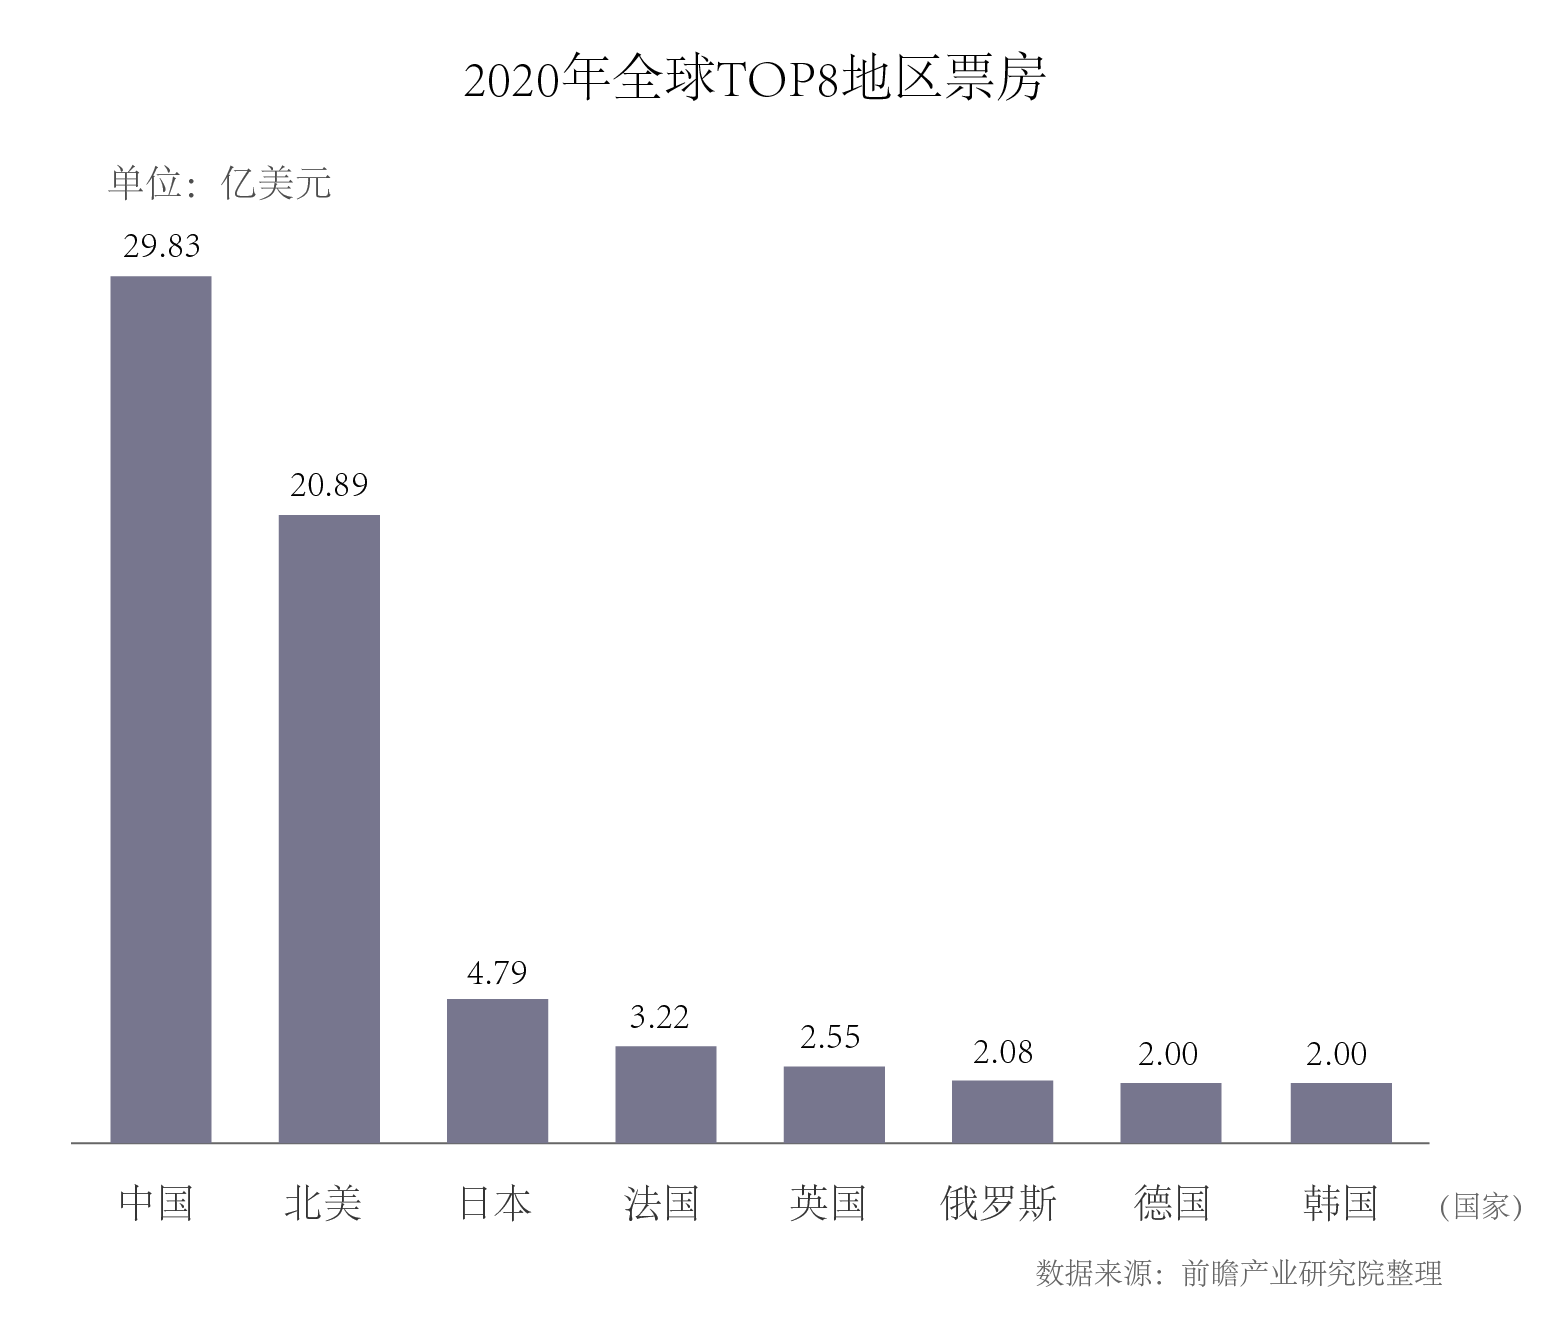 2020年全球TOP8地区票房
单位：亿美元
29.83
20.89
4.79
3.22
2.55
2.08
2.00
2.00
中国 北美 日本 法国 英国 俄罗斯 德国 韩国 (国家)
数据来源：前瞻产业研究院整理